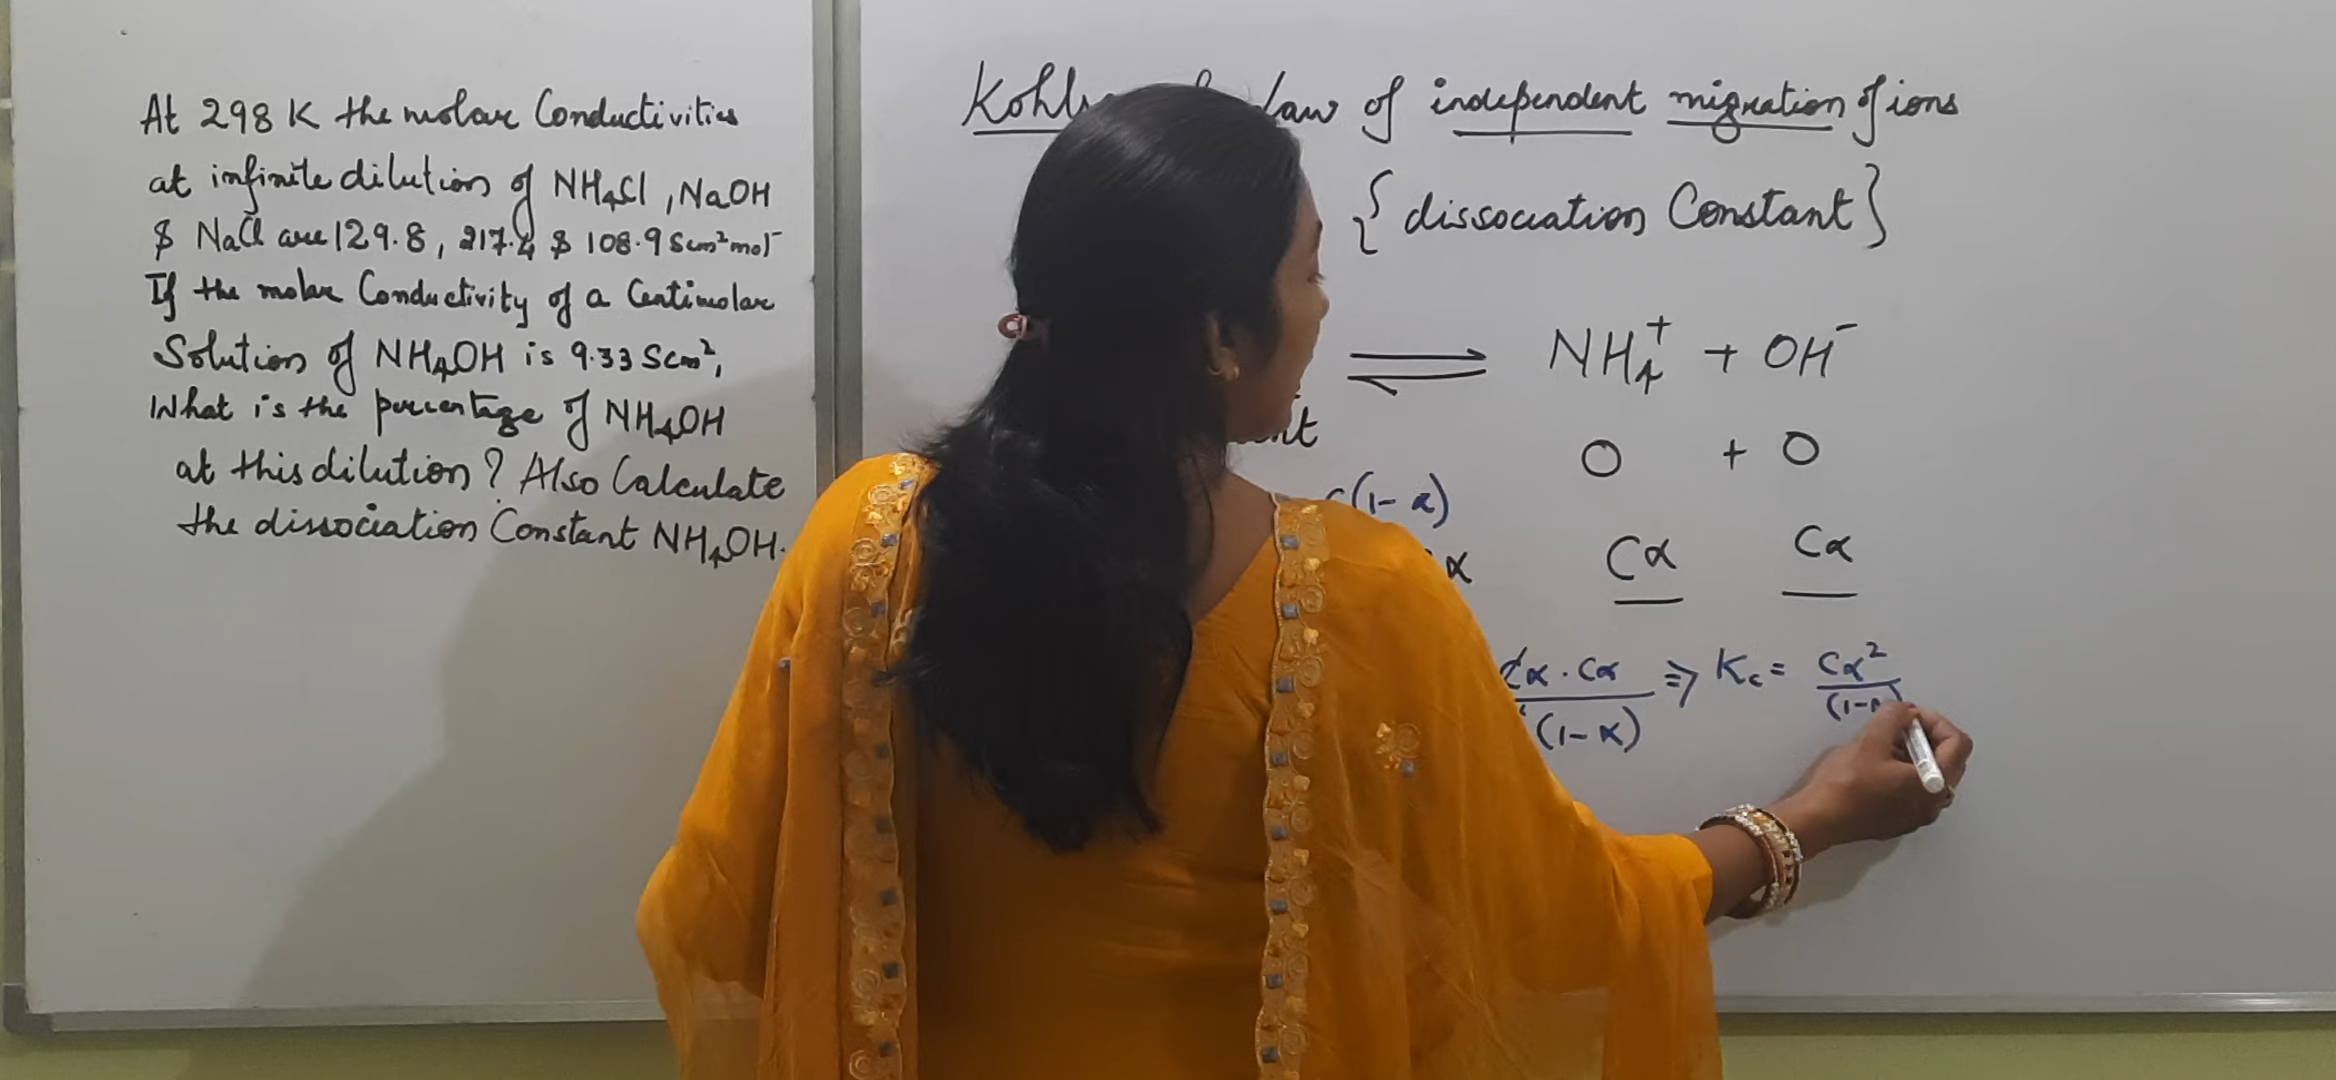 At 298 K the molar Conductivities
at infinite dilution of NH4Cl, NaOH
& NaCl are 129.8, 217.4 & 108.9 Scm²mol⁻
If the molar Conductivity of a Centimolar
Solution of NH4OH is 9.33 Scm²,
What is the percentage of NH4OH
at this dilution? Also Calculate
the dissociation Constant NH4OH.
law of independent migration of ions
{dissociation Constant}
⇌ NH4⁺ + OH⁻
0 + 0
(1-α)
α Cα Cα
α · Cα / (1-α) ⇒ Kc = Cα² / (1-